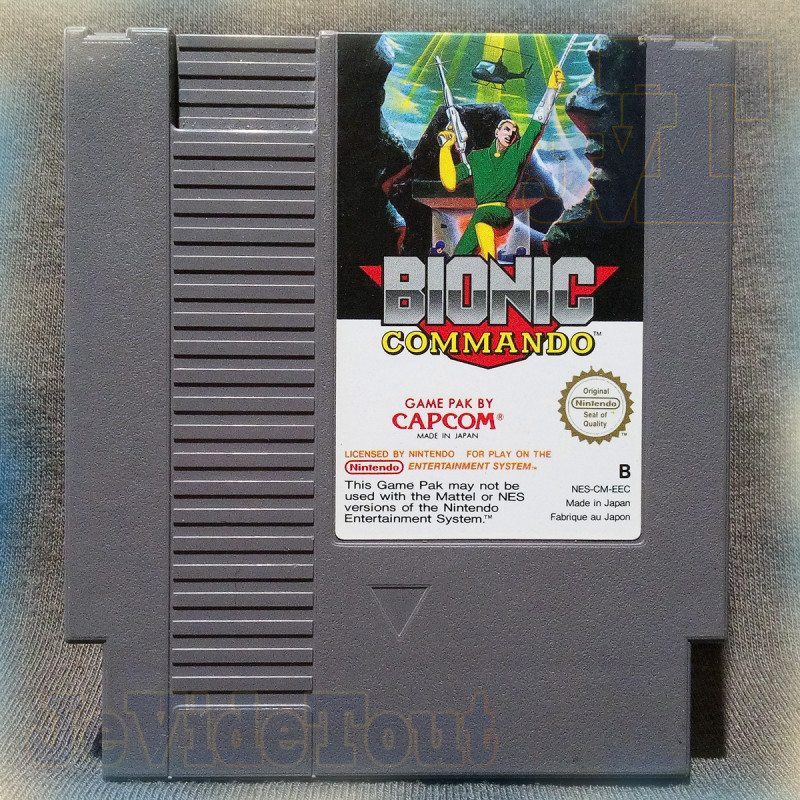 BIONIC
COMMANDO™
GAME PAK BY
CAPCOM®
MADE IN JAPAN
Original
Nintendo
Seal of
Quality
TM
LICENSED BY NINTENDO FOR PLAY ON THE
Nintendo ENTERTAINMENT SYSTEM™
This Game Pak may not be
used with the Mattel or NES
versions of the Nintendo
Entertainment System.™
B
NES-CM-EEC
Made in Japan
Fabrique au Japon
JeVideTout